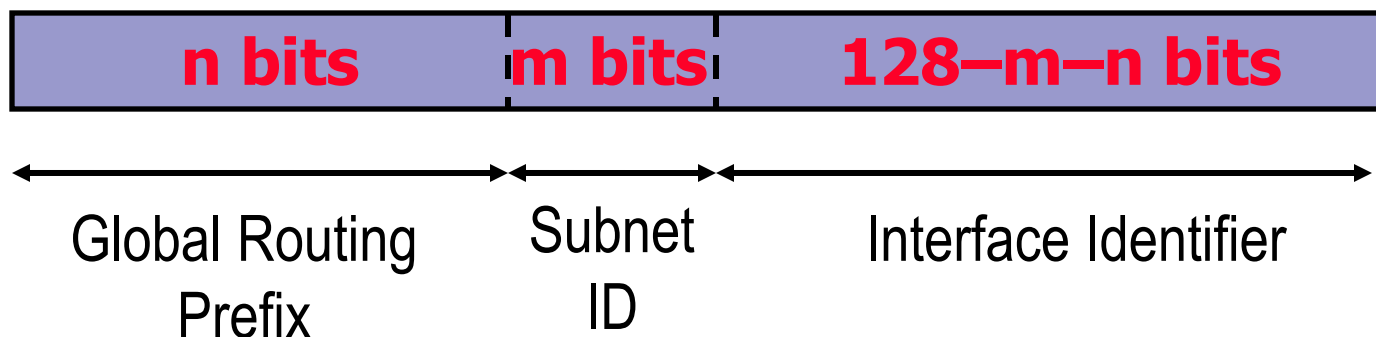 n bits m bits 128–m–n bits
Global Routing
Prefix
Subnet
ID
Interface Identifier